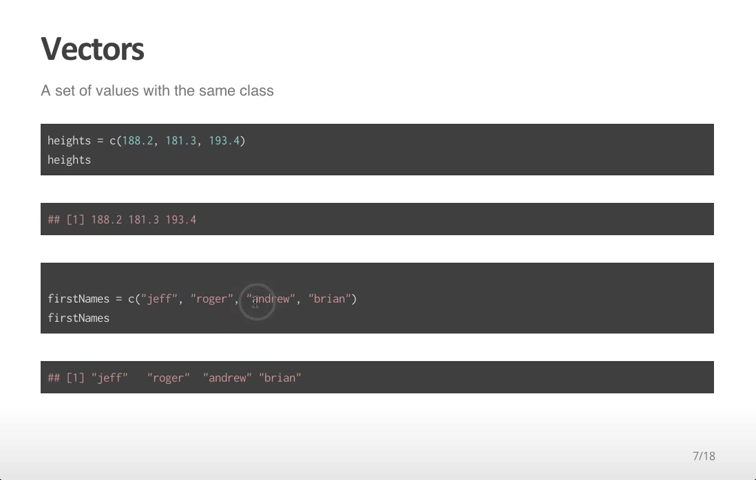 Vectors
A set of values with the same class
heights = c(188.2, 181.3, 193.4)
heights
## [1] 188.2 181.3 193.4
firstNames = c("jeff", "roger", "andrew", "brian")
firstNames
## [1] "jeff"   "roger"  "andrew" "brian"
7/18